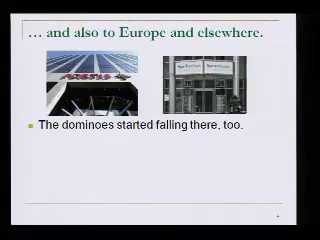 … and also to Europe and elsewhere.
The dominoes started falling there, too.